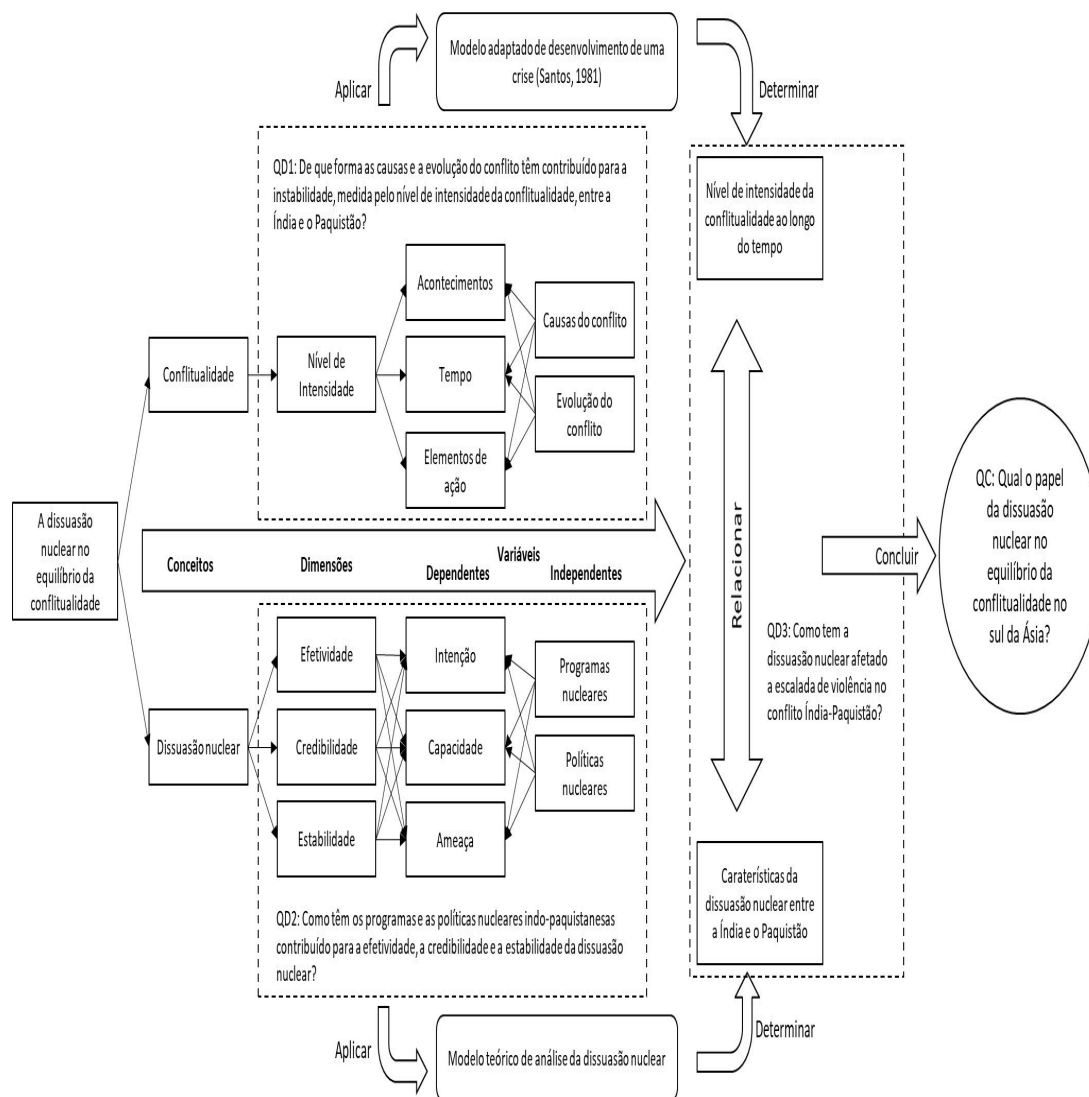 Modelo adaptado de desenvolvimento de uma
crise (Santos, 1981)
Aplicar
Determinar
QD1: De que forma as causas e a evolução do conflito têm contribuído para a
instabilidade, medida pelo nível de intensidade da conflitualidade, entre a
Índia e o Paquistão?
Nível de intensidade da
conflitualidade ao longo
do tempo
Acontecimentos
Causas do conflito
Conflitualidade
Nível de
Intensidade
Tempo
Evolução do
conflito
Elementos de
ação
A dissuasão
nuclear no
equilíbrio da
conflitualidade
Conceitos
Dimensões
Variáveis
Dependentes
Independentes
Relacionar
Concluir
QC: Qual o papel
da dissuasão
nuclear no
equilíbrio da
conflitualidade no
sul da Ásia?
QD3: Como tem a
dissuasão nuclear afetado
a escalada de violência no
conflito Índia-Paquistão?
Efetividade
Intenção
Programas
nucleares
Dissuasão nuclear
Credibilidade
Capacidade
Políticas
nucleares
Estabilidade
Ameaça
Caraterísticas da
dissuasão nuclear entre
a Índia e o Paquistão
QD2: Como têm os programas e as políticas nucleares indo-paquistanesas
contribuído para a efetividade, a credibilidade e a estabilidade da dissuasão
nuclear?
Aplicar
Modelo teórico de análise da dissuasão nuclear
Determinar